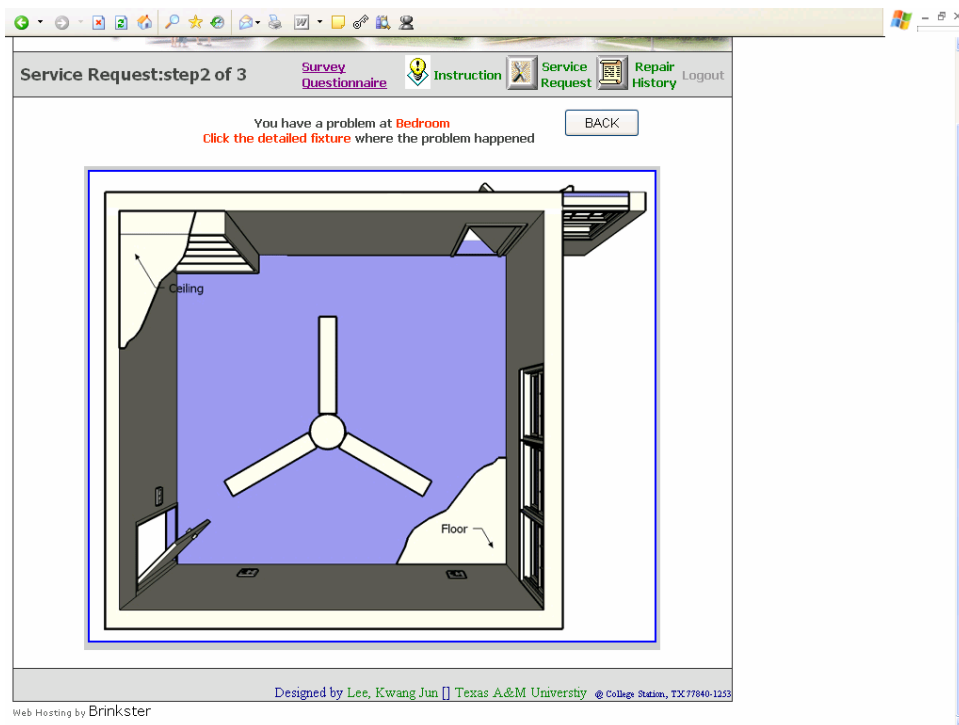 Service Request:step2 of 3
Survey Questionnaire
Instruction
Service Request
Repair History
Logout
You have a problem at Bedroom
Click the detailed fixture where the problem happened
BACK
Ceiling
Floor
Designed by Lee, Kwang Jun [] Texas A&M Universtiy @ College Station, TX 77840-1253
Web Hosting by Brinkster